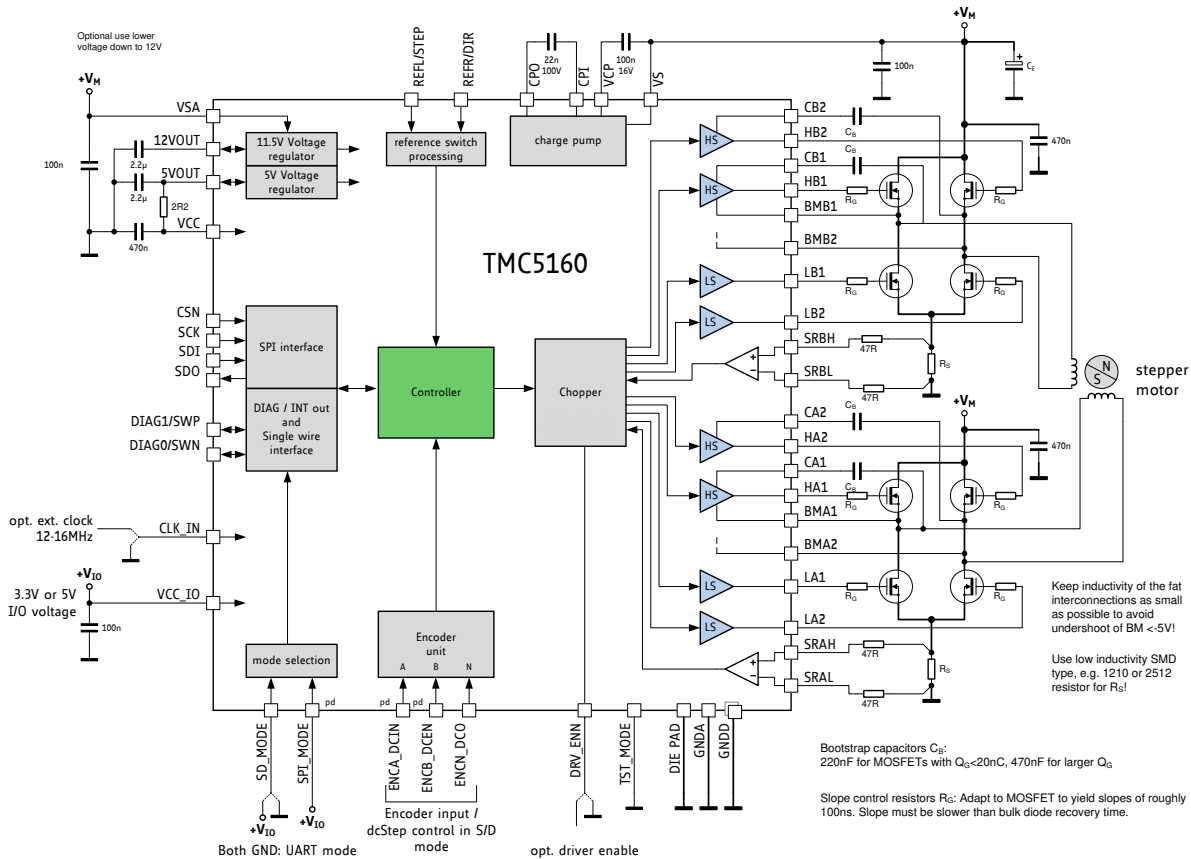 Optional use lower
voltage down to 12V
+VM
VSA
12VOUT
2.2µ
5VOUT
2.2µ
100n
2R2
VCC
470n
11.5V Voltage
regulator
5V Voltage
regulator
REFL/STEP
REFR/DIR
reference switch
processing
22n
100V
CPO
CPI
VCP
100n
16V
VS
charge pump
+VM
100n
CE
470n
TMC5160
CSN
SCK
SDI
SDO
SPI interface
DIAG1/SWP
DIAG0/SWN
DIAG / INT out
and
Single wire
interface
Controller
Chopper
HS
HS
LS
LS
+
−
HS
HS
LS
LS
+
−
CB2
CB
HB2
CB1
CB
HB1
RG
RG
BMB1
BMB2
LB1
RG
RG
LB2
SRBH
47R
RS
SRBL
47R
N
S
stepper
motor
+VM
470n
CA2
CB
HA2
CA1
CB
HA1
RG
RG
BMA1
BMA2
LA1
RG
RG
LA2
SRAH
47R
RS
SRAL
47R
opt. ext. clock
12-16MHz
CLK_IN
+VIO
3.3V or 5V
I/O voltage
VCC_IO
100n
mode selection
Encoder
unit
A
B
N
pd
pd
pd
SD_MODE
SPI_MODE
ENCA_DCIN
ENCB_DCEN
ENCN_DCO
DRV_ENN
TST_MODE
DIE PAD
GNDA
GNDD
+VIO
+VIO
Both GND: UART mode
Encoder input /
dcStep control in S/D
mode
opt. driver enable
Keep inductivity of the fat
interconnections as small
as possible to avoid
undershoot of BM <-5V!
Use low inductivity SMD
type, e.g. 1210 or 2512
resistor for RS!
Bootstrap capacitors CB:
220nF for MOSFETs with QG<20nC, 470nF for larger QG
Slope control resistors RG: Adapt to MOSFET to yield slopes of roughly
100ns. Slope must be slower than bulk diode recovery time.